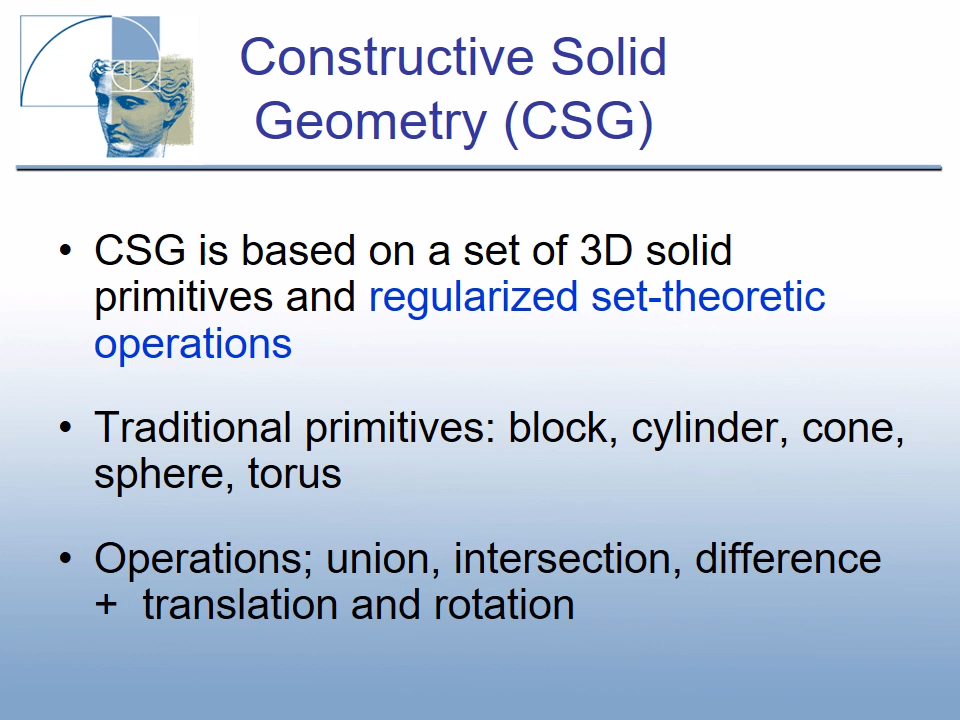 Constructive Solid
Geometry (CSG)
• CSG is based on a set of 3D solid
primitives and regularized set-theoretic
operations
• Traditional primitives: block, cylinder, cone,
sphere, torus
• Operations; union, intersection, difference
+ translation and rotation